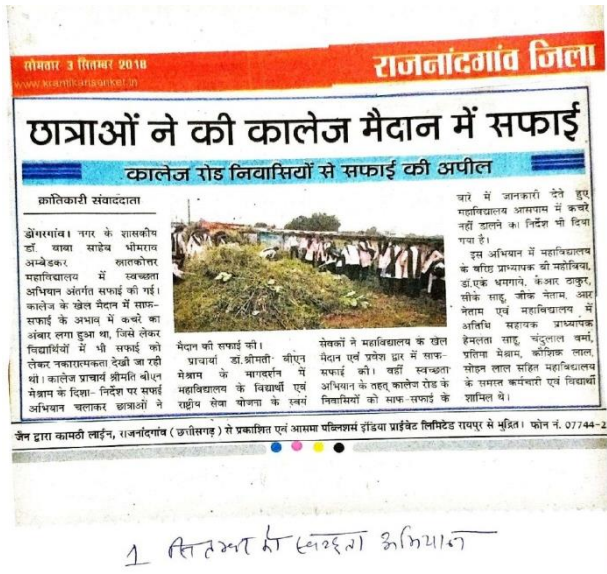 सोमवार 3 सितम्बर 2018
राजनांदगांव जिला
www.krantikarisanket.in
छात्राओं ने की कालेज मैदान में सफाई
कालेज रोड निवासियों से सफाई की अपील
क्रांतिकारी संवाददाता
डोंगरगांव। नगर के शासकीय
डॉ. बाबा साहेब भीमराव
अम्बेडकर स्नातकोत्तर
महाविद्यालय में स्वच्छता
अभियान अंतर्गत सफाई की गई।
कालेज के खेल मैदान में साफ-
सफाई के अभाव में कचरे का
अंबार लगा हुआ था, जिसे लेकर
विद्यार्थियों में भी सफाई को
लेकर नकारात्मकता देखी जा रही
थी। कालेज प्राचार्य श्रीमति बीएन
मेश्राम के दिशा- निर्देश पर सफाई
अभियान चलाकर छात्राओं ने
मैदान की सफाई की।
प्राचार्या डॉ.श्रीमती बीएन
मेश्राम के मार्गदर्शन में
महाविद्यालय के विद्यार्थी एवं
राष्ट्रीय सेवा योजना के स्वयं
सेवकों ने महाविद्यालय के खेल
मैदान एवं प्रवेश द्वार में साफ-
सफाई की। वहीं स्वच्छता
अभियान के तहत् कालेज रोड के
निवासियों को साफ-सफाई के
बारे में जानकारी देते हुए
महाविद्यालय आसपास में कचरे
नहीं डालने का निर्देश भी दिया
गया है।
इस अभियान में महाविद्यालय
के वरिष्ठ प्राध्यापक बी महोबिया,
डॉ.एके धमगाये, केआर ठाकुर,
सीके साहू, जेके नेताम, आर
नेताम एवं महाविद्यालय में
अतिथि सहायक प्राध्यापक
हेमलता साहू, चंदुलाल वर्मा,
प्रतिमा मेश्राम, कौशिक लाल,
सोहन लाल सहित महाविद्यालय
के समस्त कर्मचारी एवं विद्यार्थी
शामिल थे।
जैन द्वारा कामठी लाईन, राजनांदगांव (छत्तीसगढ़) से प्रकाशित एवं आसमा पब्लिशर्स इंडिया प्राईवेट लिमिटेड रायपुर से मुद्रित। फोन नं. 07744-2
1 सितम्बर को स्वच्छता अभियान